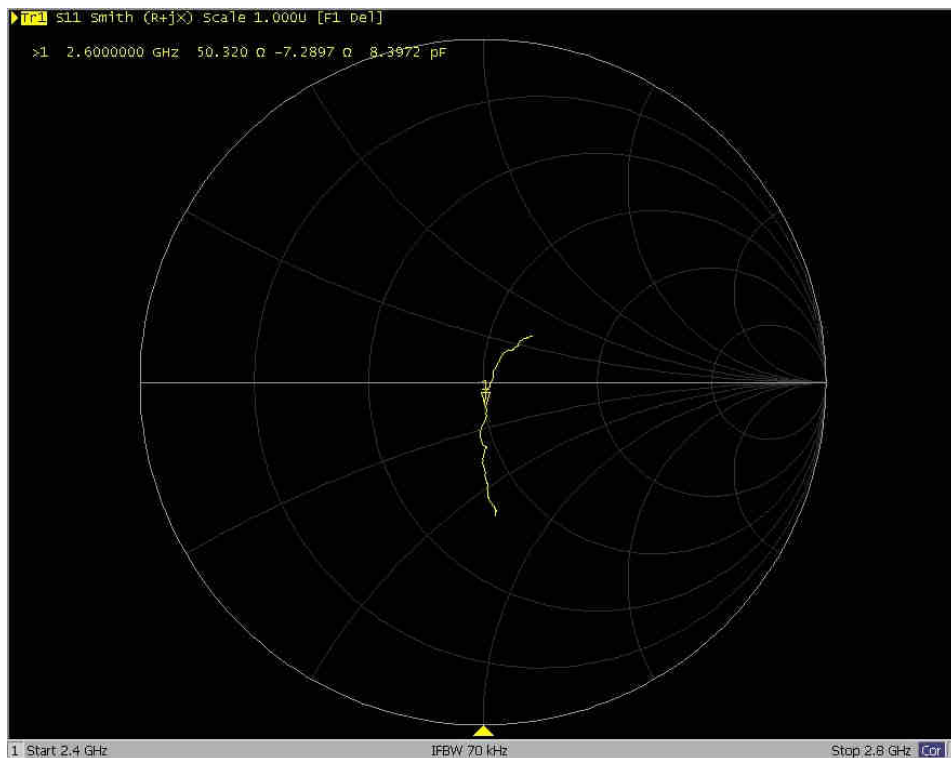 Tr1 S11 Smith (R+jX) Scale 1.000U [F1 Del]
>1 2.6000000 GHz 50.320 Ω -7.2897 Ω 8.3972 pF
1
1 Start 2.4 GHz IFBW 70 kHz Stop 2.8 GHz Cor